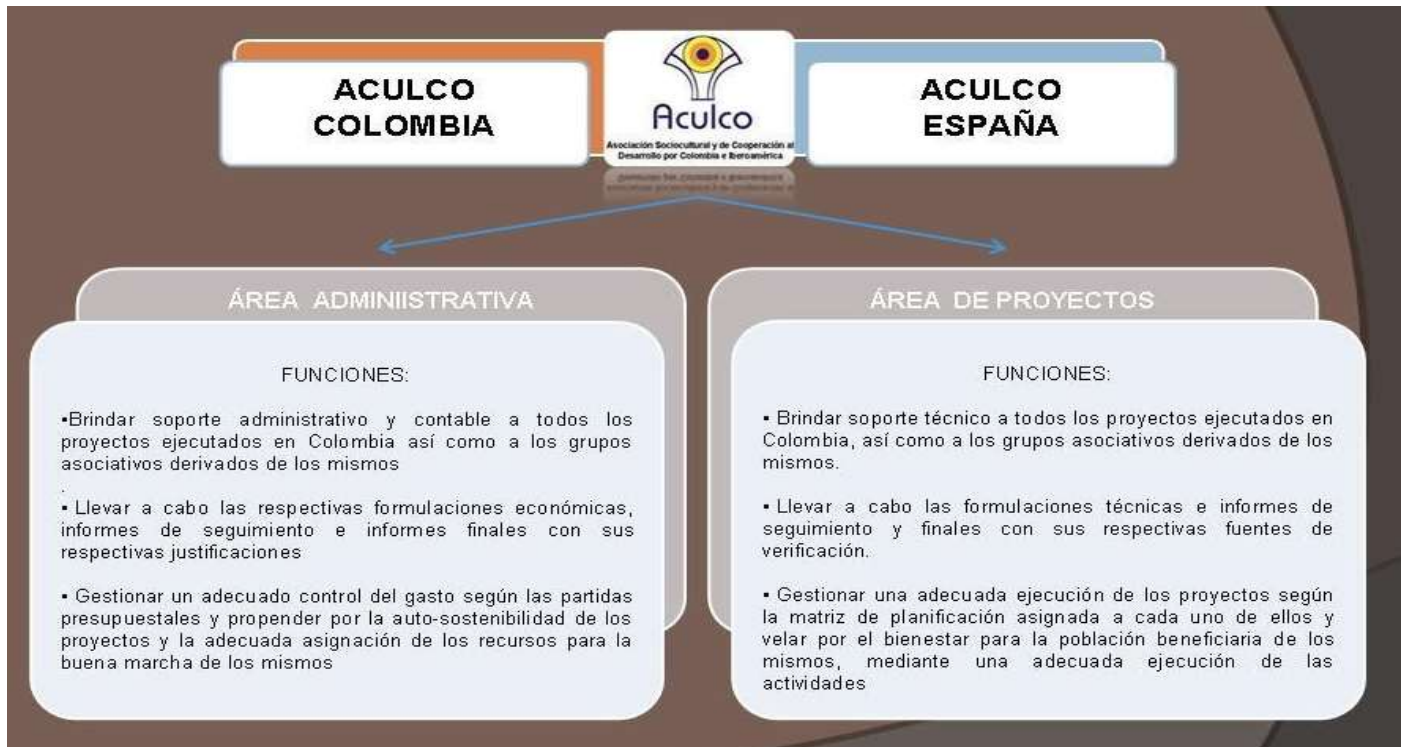 ACULCO
COLOMBIA
Aculco
Asociación Sociocultural y de Cooperación al
Desarrollo por Colombia e Iberoamérica
ACULCO
ESPAÑA
ÁREA ADMINIISTRATIVA
FUNCIONES:
▪Brindar soporte administrativo y contable a todos los
proyectos ejecutados en Colombia así como a los grupos
asociativos derivados de los mismos
.
▪ Llevar a cabo las respectivas formulaciones económicas,
informes de seguimiento e informes finales con sus
respectivas justificaciones
▪ Gestionar un adecuado control del gasto según las partidas
presupuestales y propender por la auto-sostenibilidad de los
proyectos y la adecuada asignación de los recursos para la
buena marcha de los mismos
ÁREA DE PROYECTOS
FUNCIONES:
▪ Brindar soporte técnico a todos los proyectos ejecutados en
Colombia, así como a los grupos asociativos derivados de los
mismos.
▪ Llevar a cabo las formulaciones técnicas e informes de
seguimiento y finales con sus respectivas fuentes de
verificación.
▪ Gestionar una adecuada ejecución de los proyectos según
la matriz de planificación asignada a cada uno de ellos y
velar por el bienestar para la población beneficiaria de los
mismos, mediante una adecuada ejecución de las
actividades